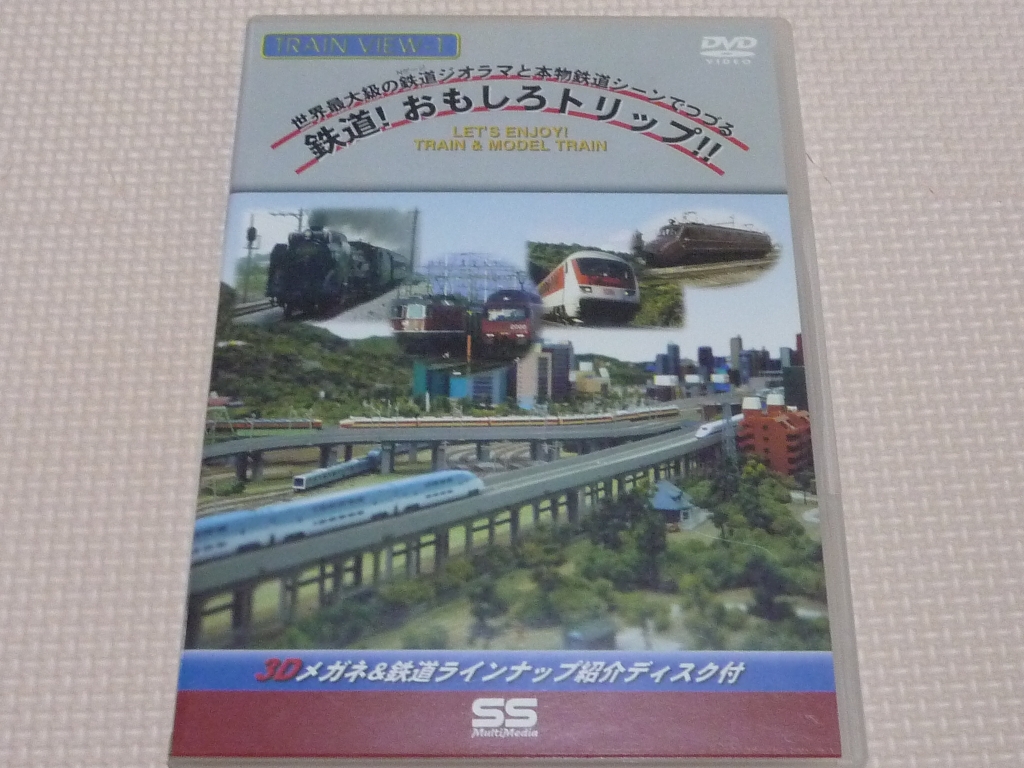 TRAIN VIEW-1
DVD
VIDEO
世界最大級の鉄道ジオラマと本物鉄道シーンでつづる
鉄道!おもしろトリップ!!
LET'S ENJOY!
TRAIN & MODEL TRAIN
3Dメガネ&鉄道ラインナップ紹介ディスク付
SS
MultiMedia